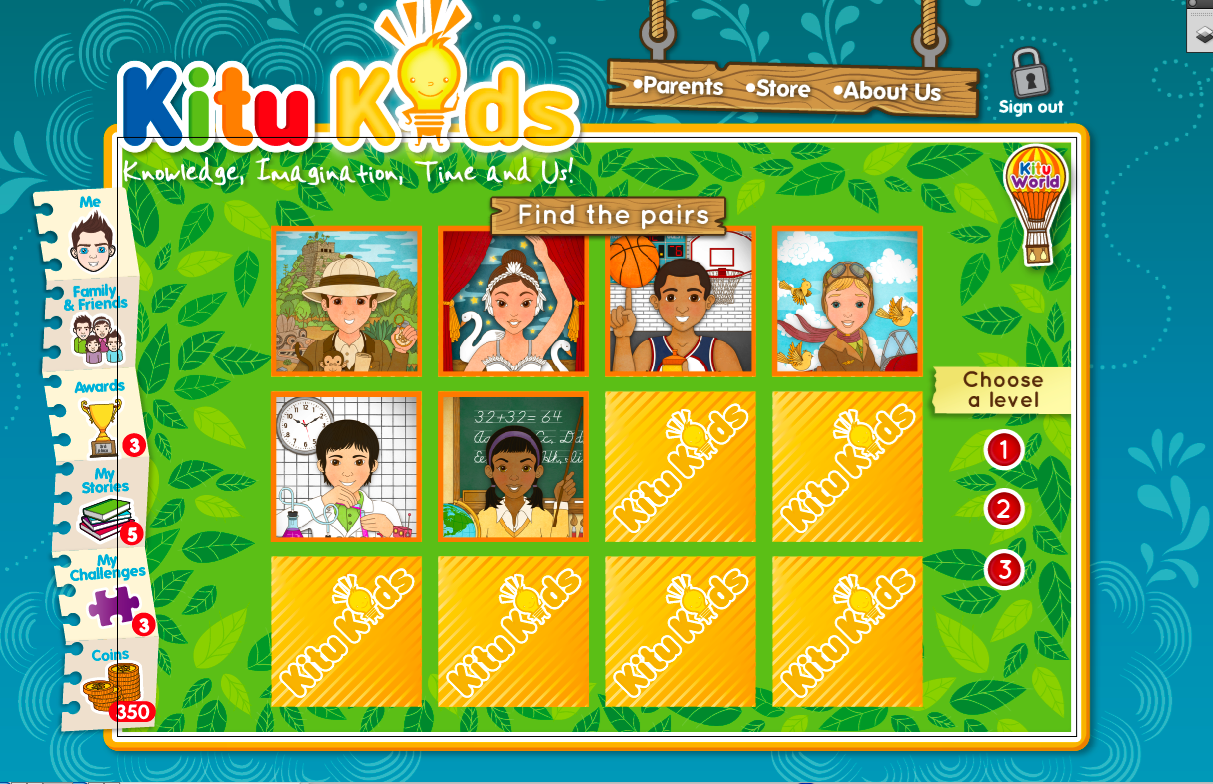 Kitu Kids
Knowledge, Imagination, Time and Us!
•Parents •Store •About Us
Sign out
Kitu
World
Find the pairs
Me
Family
& Friends
Awards
3
My
Stories
5
My
Challenges
3
Coins
350
Choose
a level
1
2
3
32+32= 64
Kitu Kids
Kitu Kids
Kitu Kids
Kitu Kids
Kitu Kids
Kitu Kids